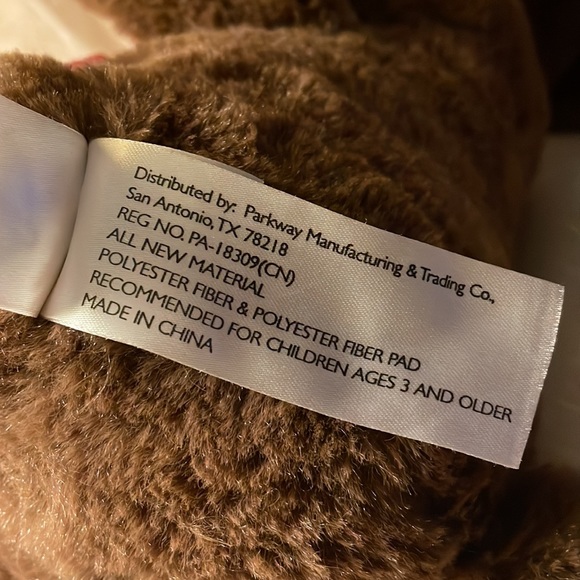 Distributed by: Parkway Manufacturing & Trading Co.,
San Antonio, TX 78218
REG NO. PA-18309(CN)
ALL NEW MATERIAL
POLYESTER FIBER & POLYESTER FIBER PAD
RECOMMENDED FOR CHILDREN AGES 3 AND OLDER
MADE IN CHINA